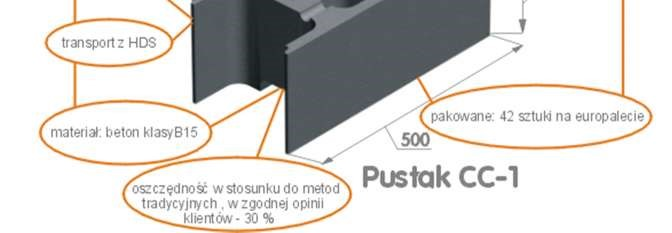 transport z HDS
materiał: beton klasyB15
pakowane: 42 sztuki na europalecie
500
Pustak CC-1
oszczędność w stosunku do metod
tradycyjnych , w zgodnej opinii
klientów - 30 %